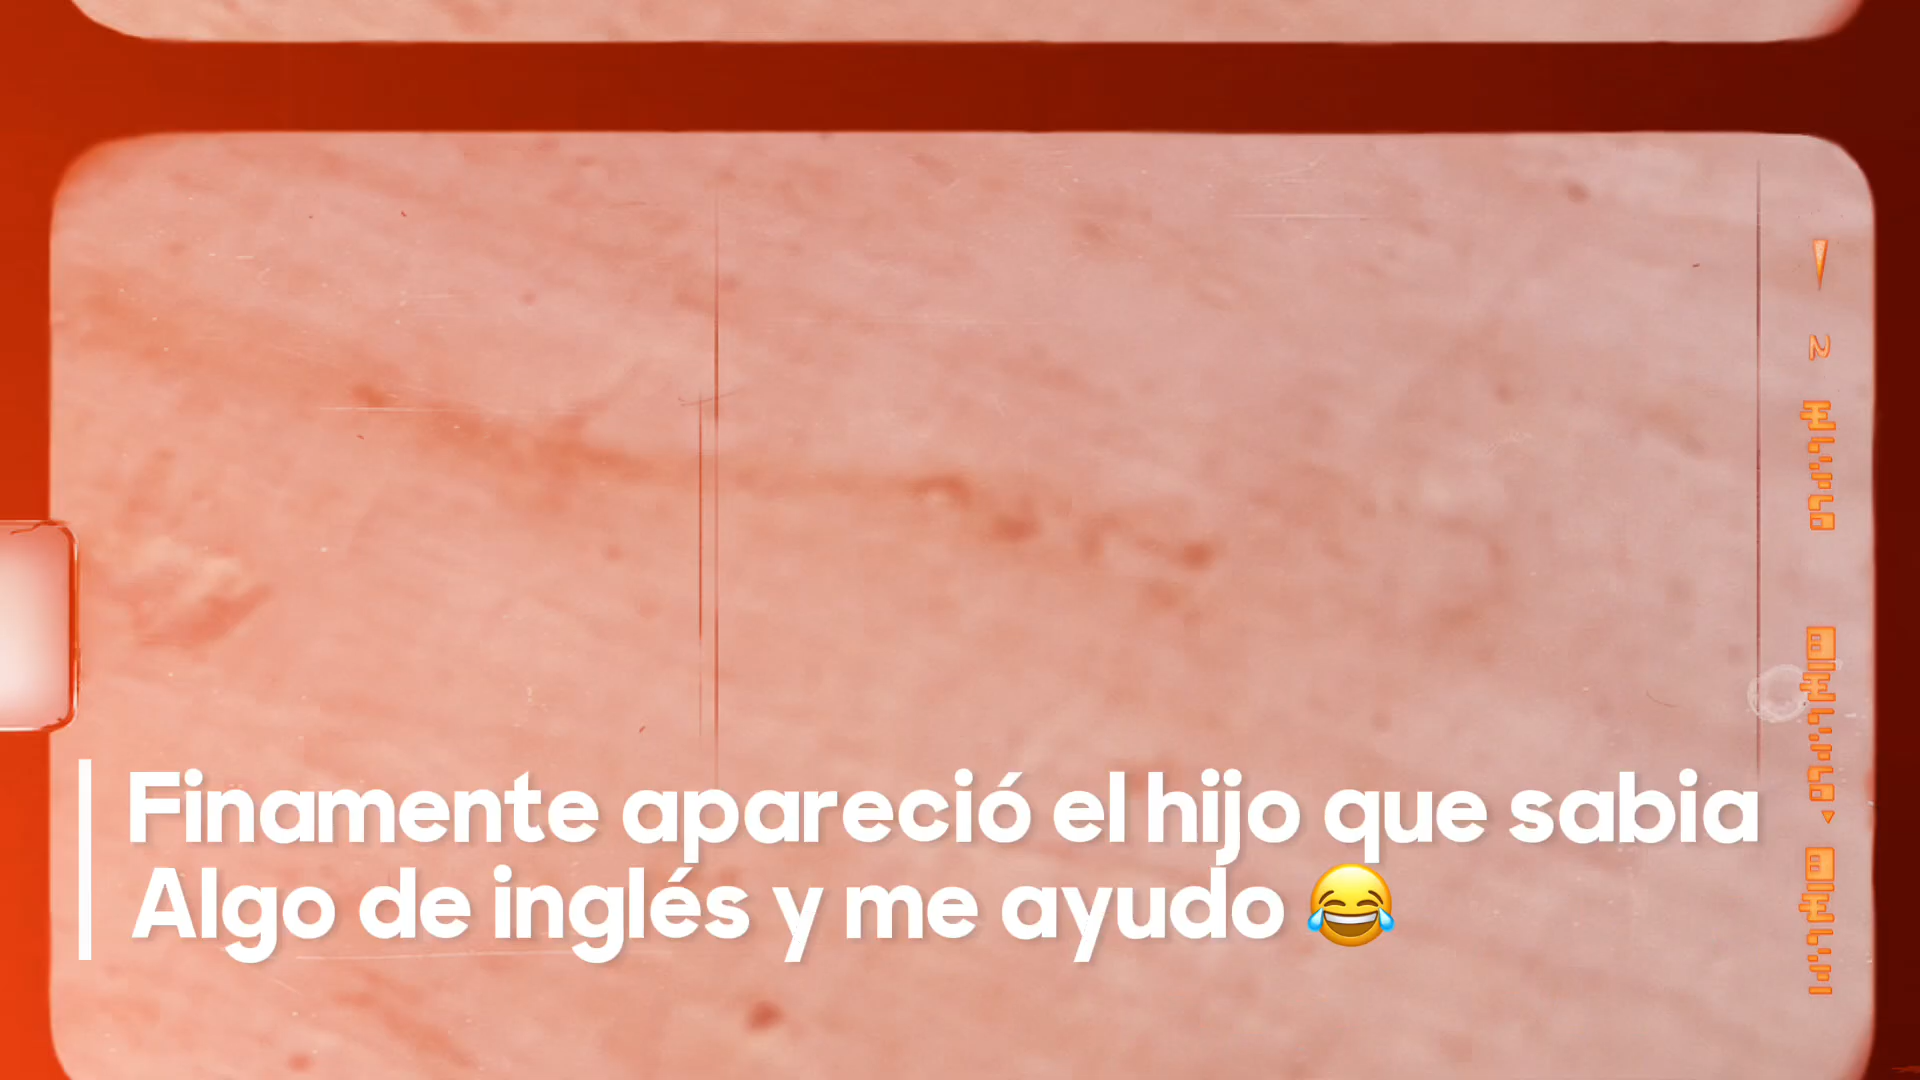 Finamente apareció el hijo que sabia
Algo de inglés y me ayudo 😂